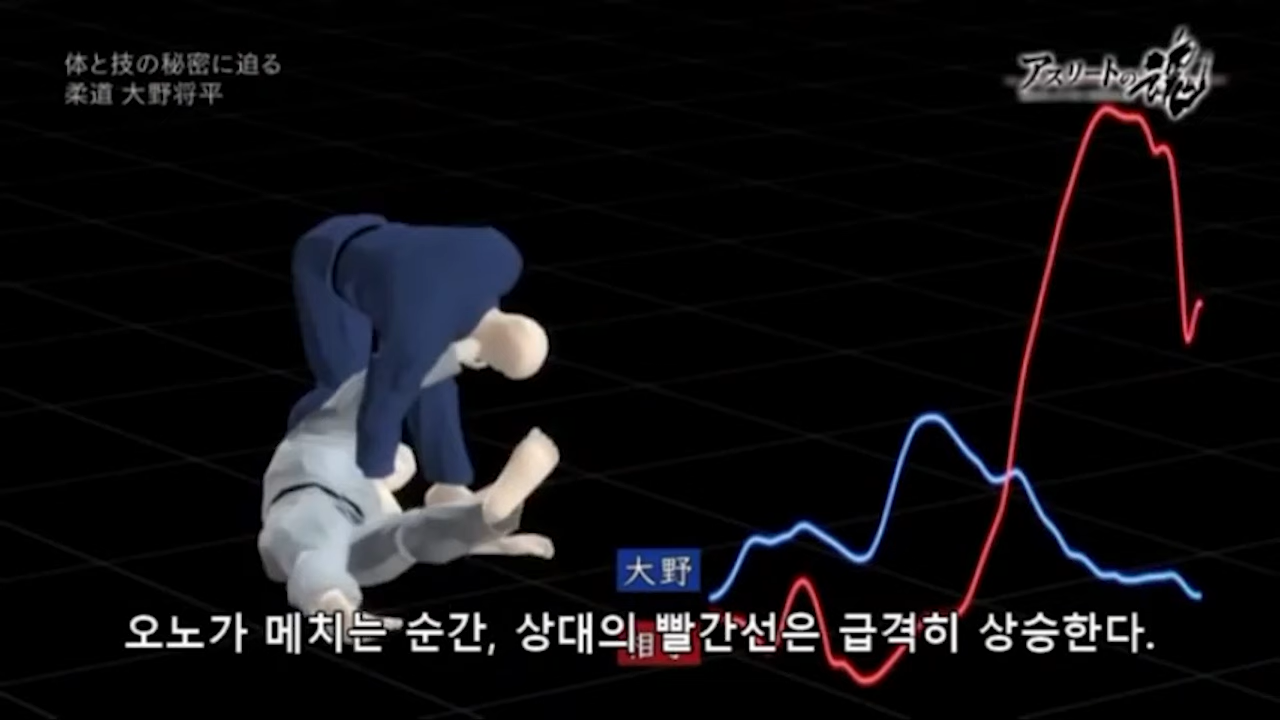 体と技の秘密に迫る
柔道 大野将平
アスリートの魂
大野
오노가 메치는 순간, 상대의 빨간선은 급격히 상승한다.